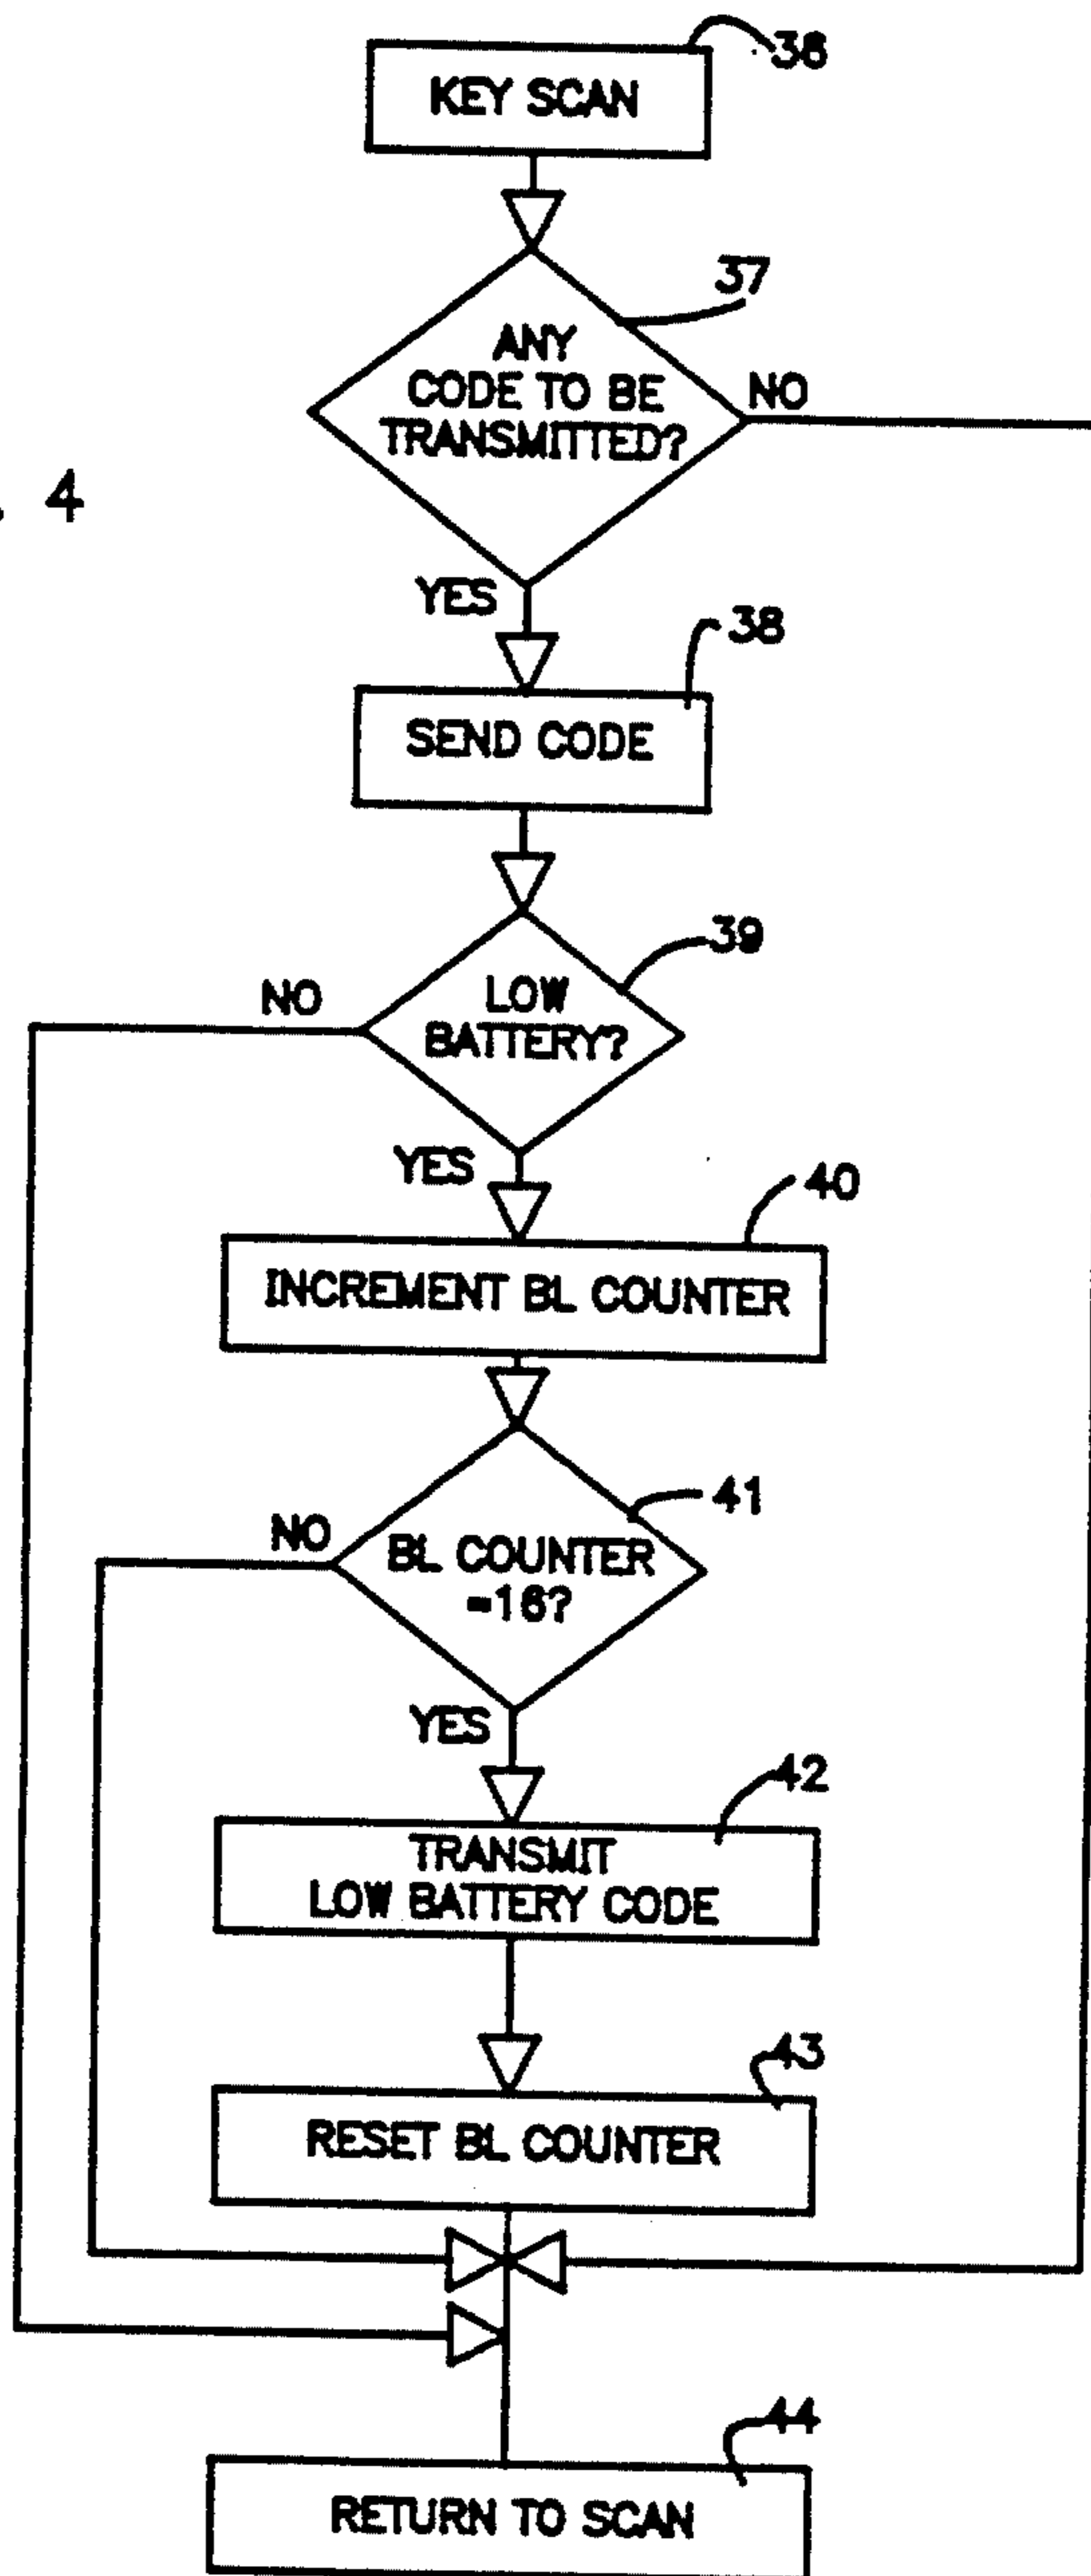 36
KEY SCAN
37
ANY
CODE TO BE
TRANSMITTED?
NO
. 4
YES
38
SEND CODE
39
NO
LOW
BATTERY?
YES
40
INCREMENT BL COUNTER
41
NO
BL COUNTER
=16?
YES
42
TRANSMIT
LOW BATTERY CODE
43
RESET BL COUNTER
44
RETURN TO SCAN